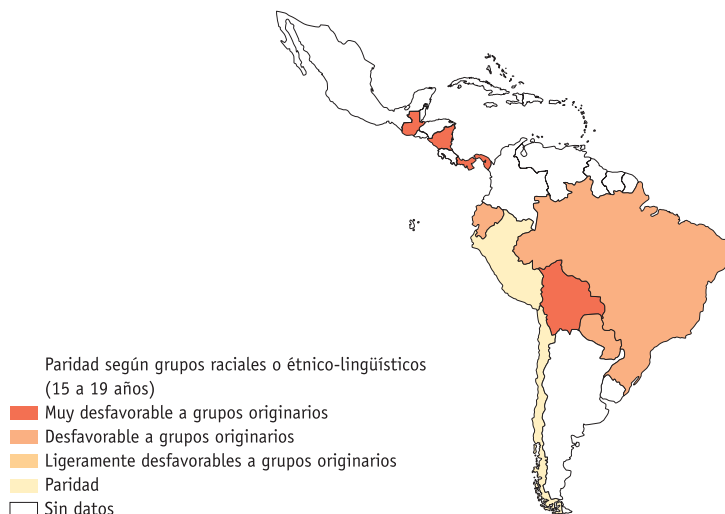 Paridad según grupos raciales o étnico-lingüísticos
(15 a 19 años)
Muy desfavorable a grupos originarios
Desfavorable a grupos originarios
Ligeramente desfavorables a grupos originarios
Paridad
Sin datos